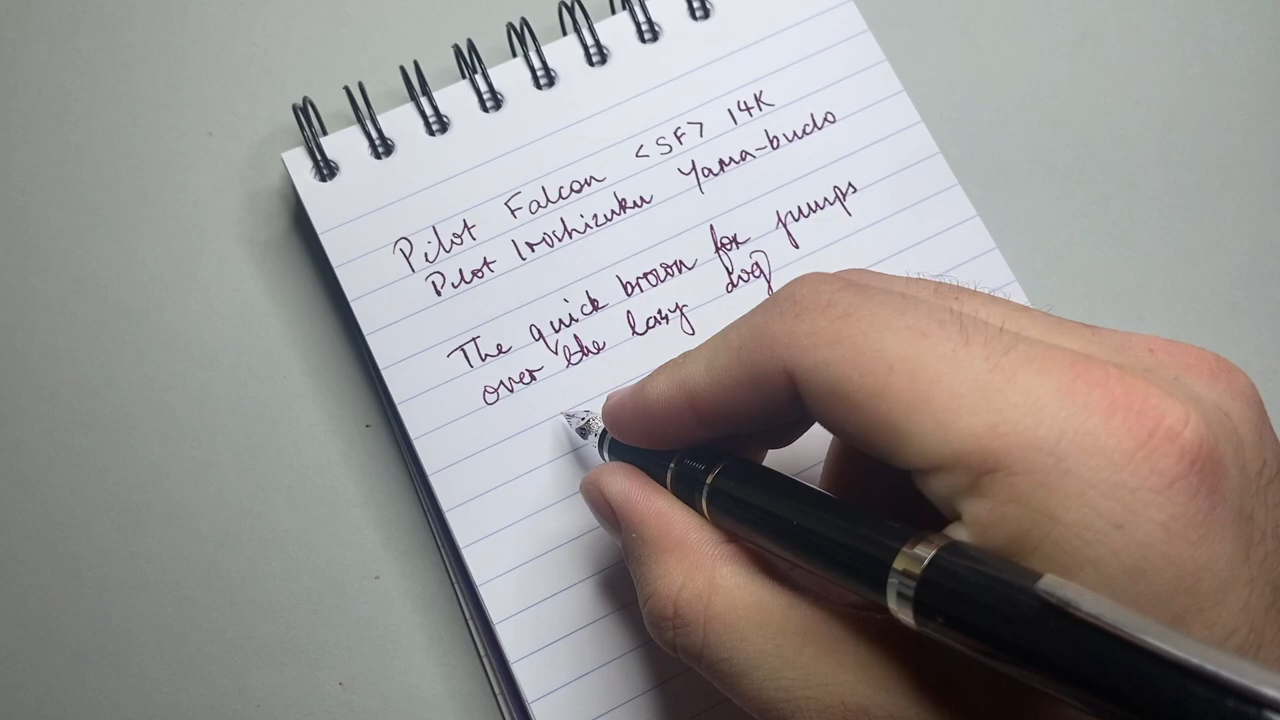 Pilot Falcon <SF> 14K
Pilot Iroshizuku Yama-budo
The quick brown fox jumps
over the lazy dog